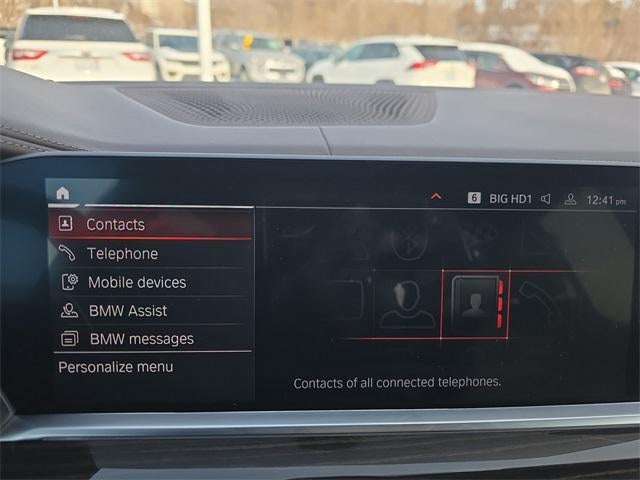 6 BIG HD1 12:41 pm
Contacts
Telephone
Mobile devices
BMW Assist
BMW messages
Personalize menu
Contacts of all connected telephones.